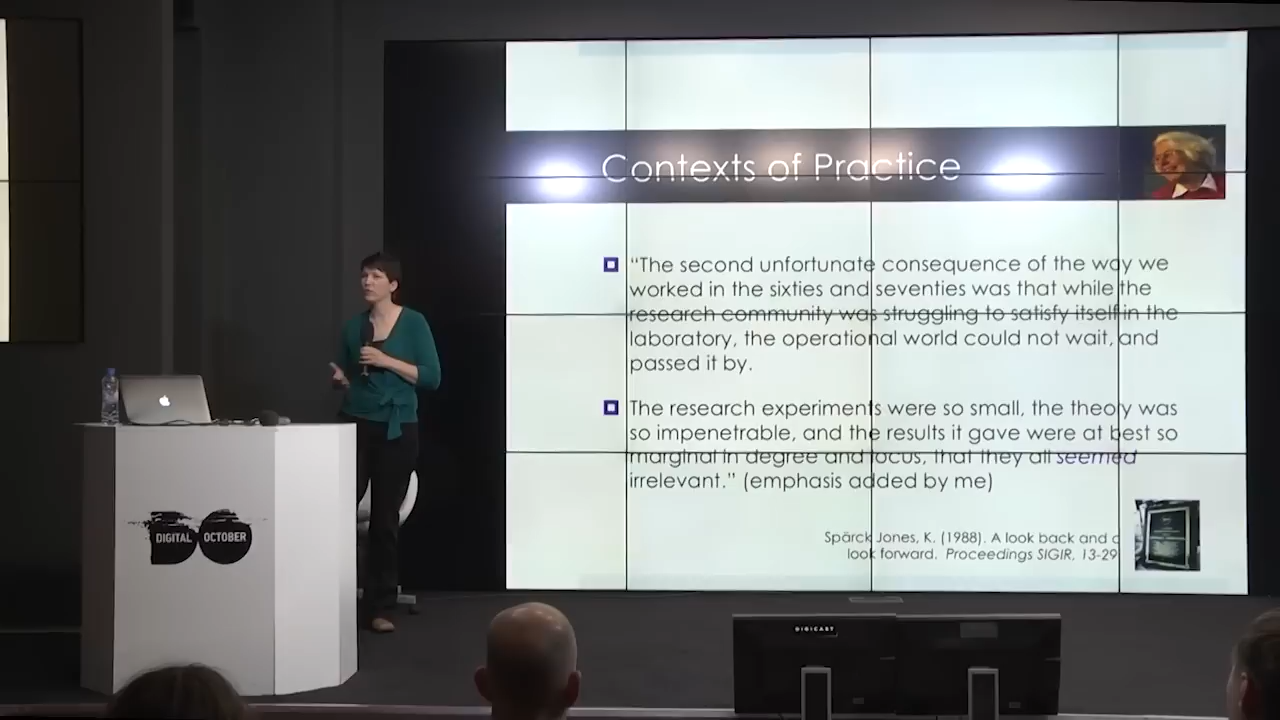 Contexts of Practice
“The second unfortunate consequence of the way we
worked in the sixties and seventies was that while the
research community was struggling to satisfy itself in the
laboratory, the operational world could not wait, and
passed it by.
The research experiments were so small, the theory was
so impenetrable, and the results it gave were at best so
marginal in degree and focus, that they all seemed
irrelevant.” (emphasis added by me)
Spärck Jones, K. (1988). A look back and a
look forward. Proceedings SIGIR, 13-29
DIGITAL OCTOBER
DIGICAST